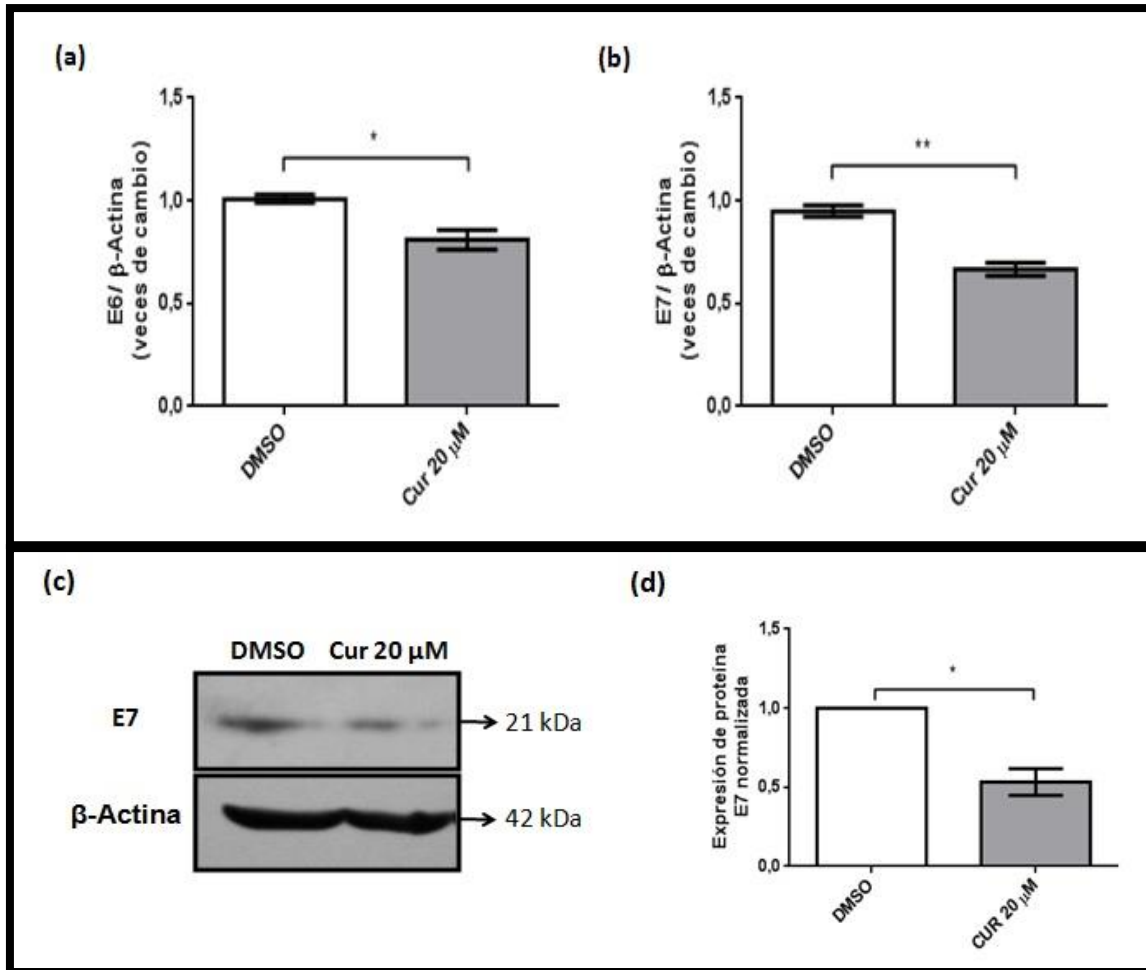 (a)
1,5
1,0
0,5
0,0
E6/ β-Actina
(veces de cambio)
*
DMSO
Cur 20 μM
(b)
1,5
1,0
0,5
0,0
E7/ β-Actina
(veces de cambio)
**
DMSO
Cur 20 μM
(c)
DMSO Cur 20 μM
E7
21 kDa
β-Actina
42 kDa
(d)
1,5
1,0
0,5
0,0
Expresión de proteína
E7 normalizada
*
DMSO
CUR 20 μM